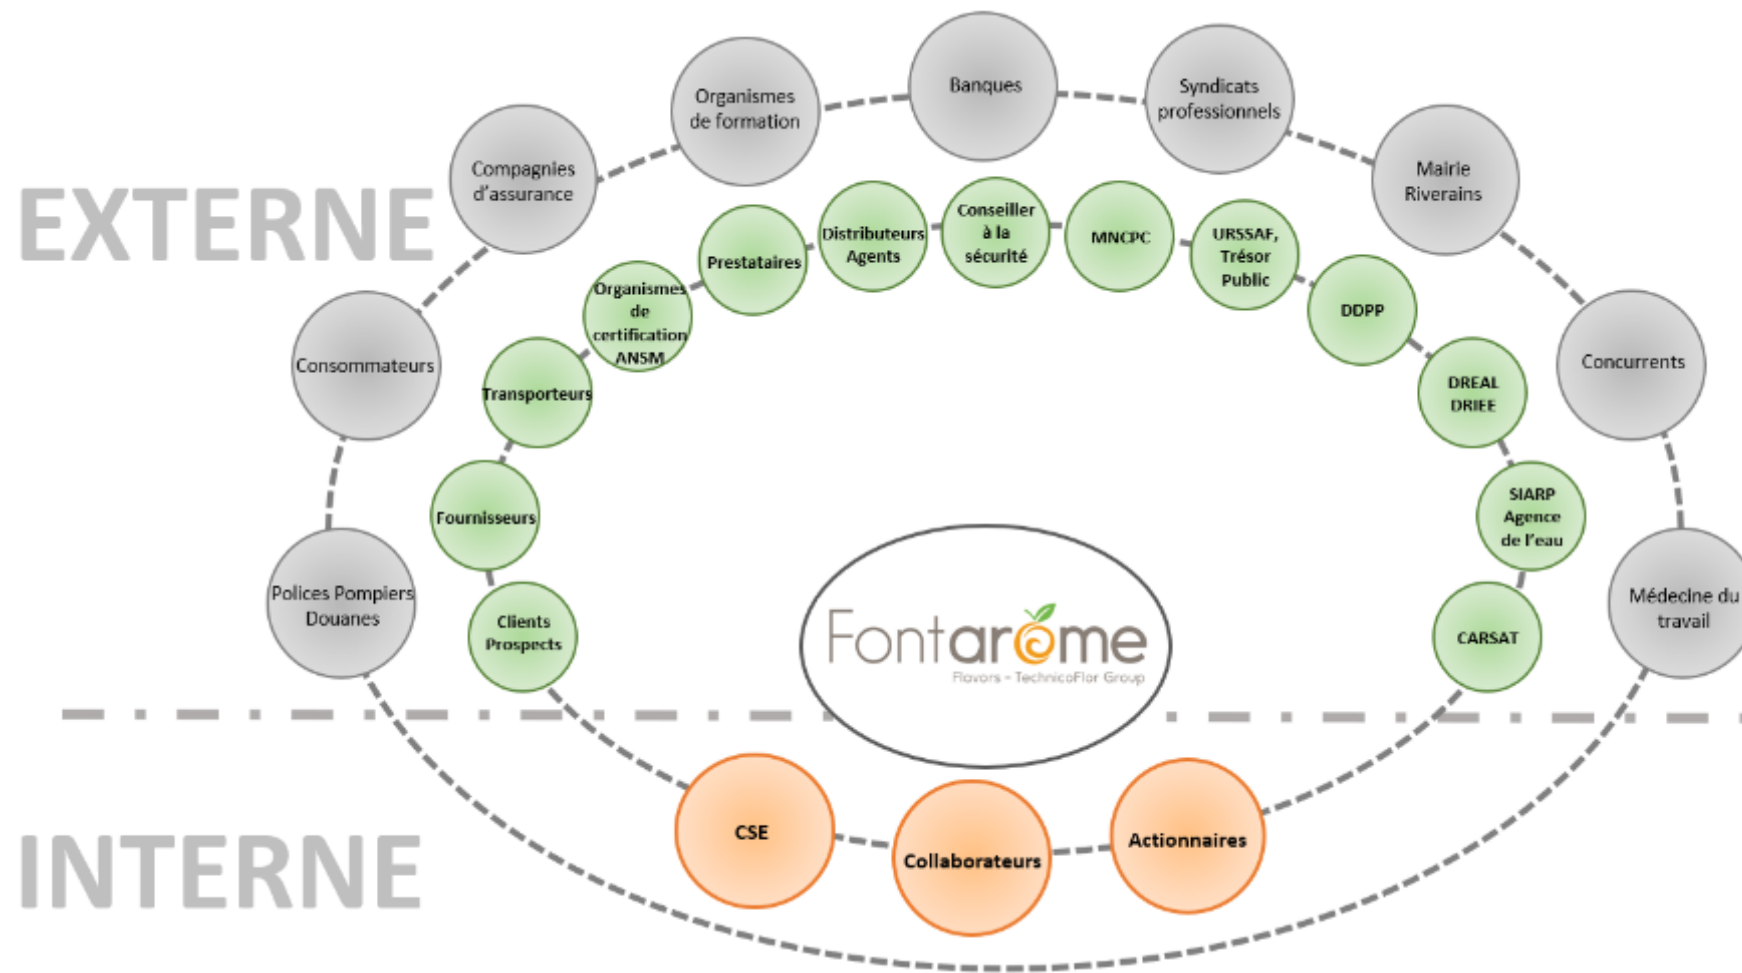 EXTERNE
Banques
Organismes
de formation
Syndicats
professionnels
Compagnies
d'assurance
Mairie
Riverains
Consommateurs
Concurrents
Polices Pompiers
Douanes
Médecine du
travail
Conseiller
à la
sécurité
Distributeurs
Agents
MNCPC
Prestataires
URSSAF,
Trésor
Public
Organismes
de
certification
ANSM
DDPP
Transporteurs
DREAL
DRIEE
Fournisseurs
SIARP
Agence
de l'eau
Clients
Prospects
CARSAT
Fontarôme
Flavors - TechnicoFlor Group
INTERNE
CSE
Collaborateurs
Actionnaires